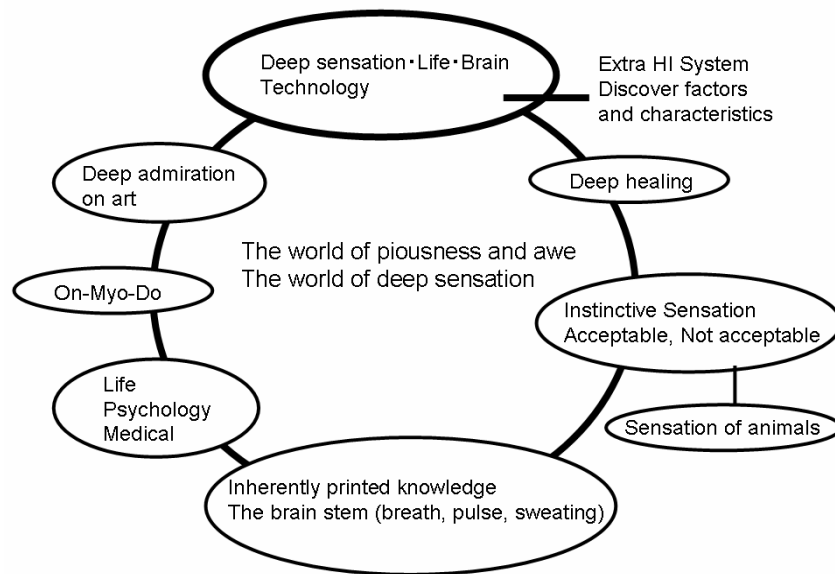 Deep sensation・Life・Brain
Technology
Extra HI System
Discover factors
and characteristics
Deep admiration
on art
Deep healing
The world of piousness and awe
The world of deep sensation
On-Myo-Do
Instinctive Sensation
Acceptable, Not acceptable
Life
Psychology
Medical
Sensation of animals
Inherently printed knowledge
The brain stem (breath, pulse, sweating)